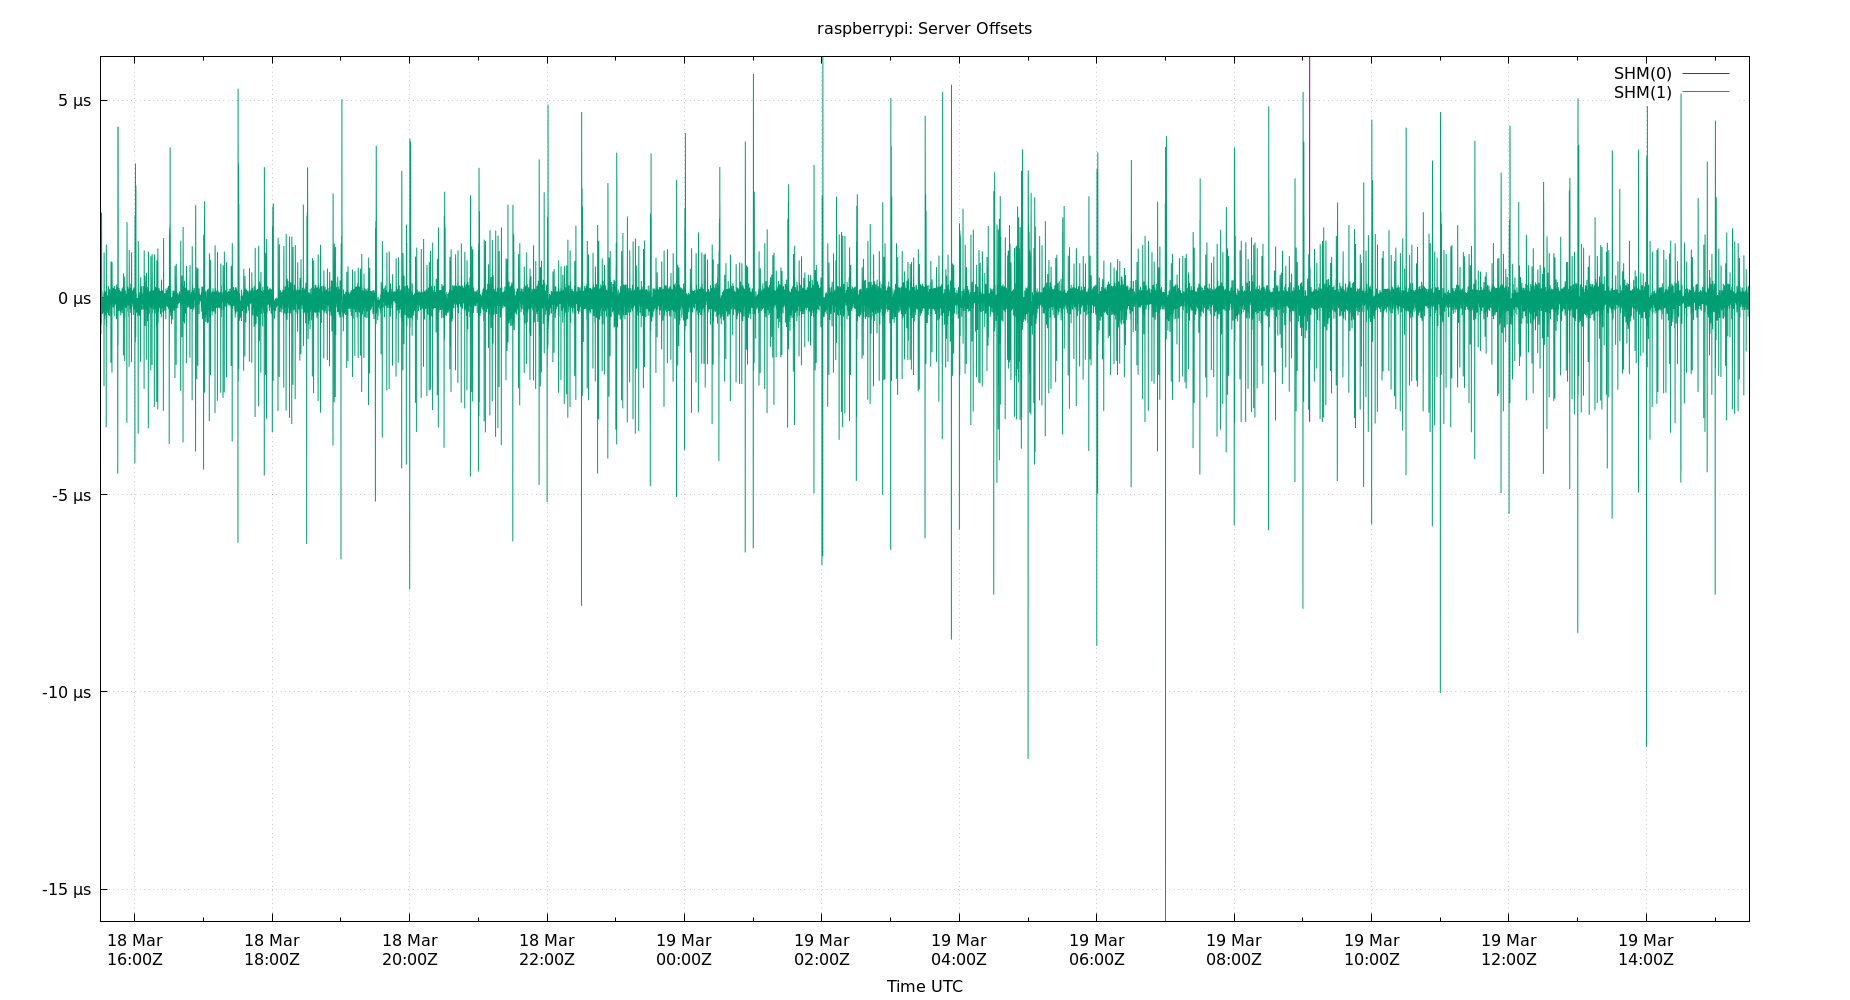 raspberrypi: Server Offsets
SHM(0)
SHM(1)
5 µs
0 µs
-5 µs
-10 µs
-15 µs
18 Mar 18 Mar 18 Mar 18 Mar 19 Mar 19 Mar 19 Mar 19 Mar 19 Mar 19 Mar 19 Mar 19 Mar
16:00Z 18:00Z 20:00Z 22:00Z 00:00Z 02:00Z 04:00Z 06:00Z 08:00Z 10:00Z 12:00Z 14:00Z
Time UTC